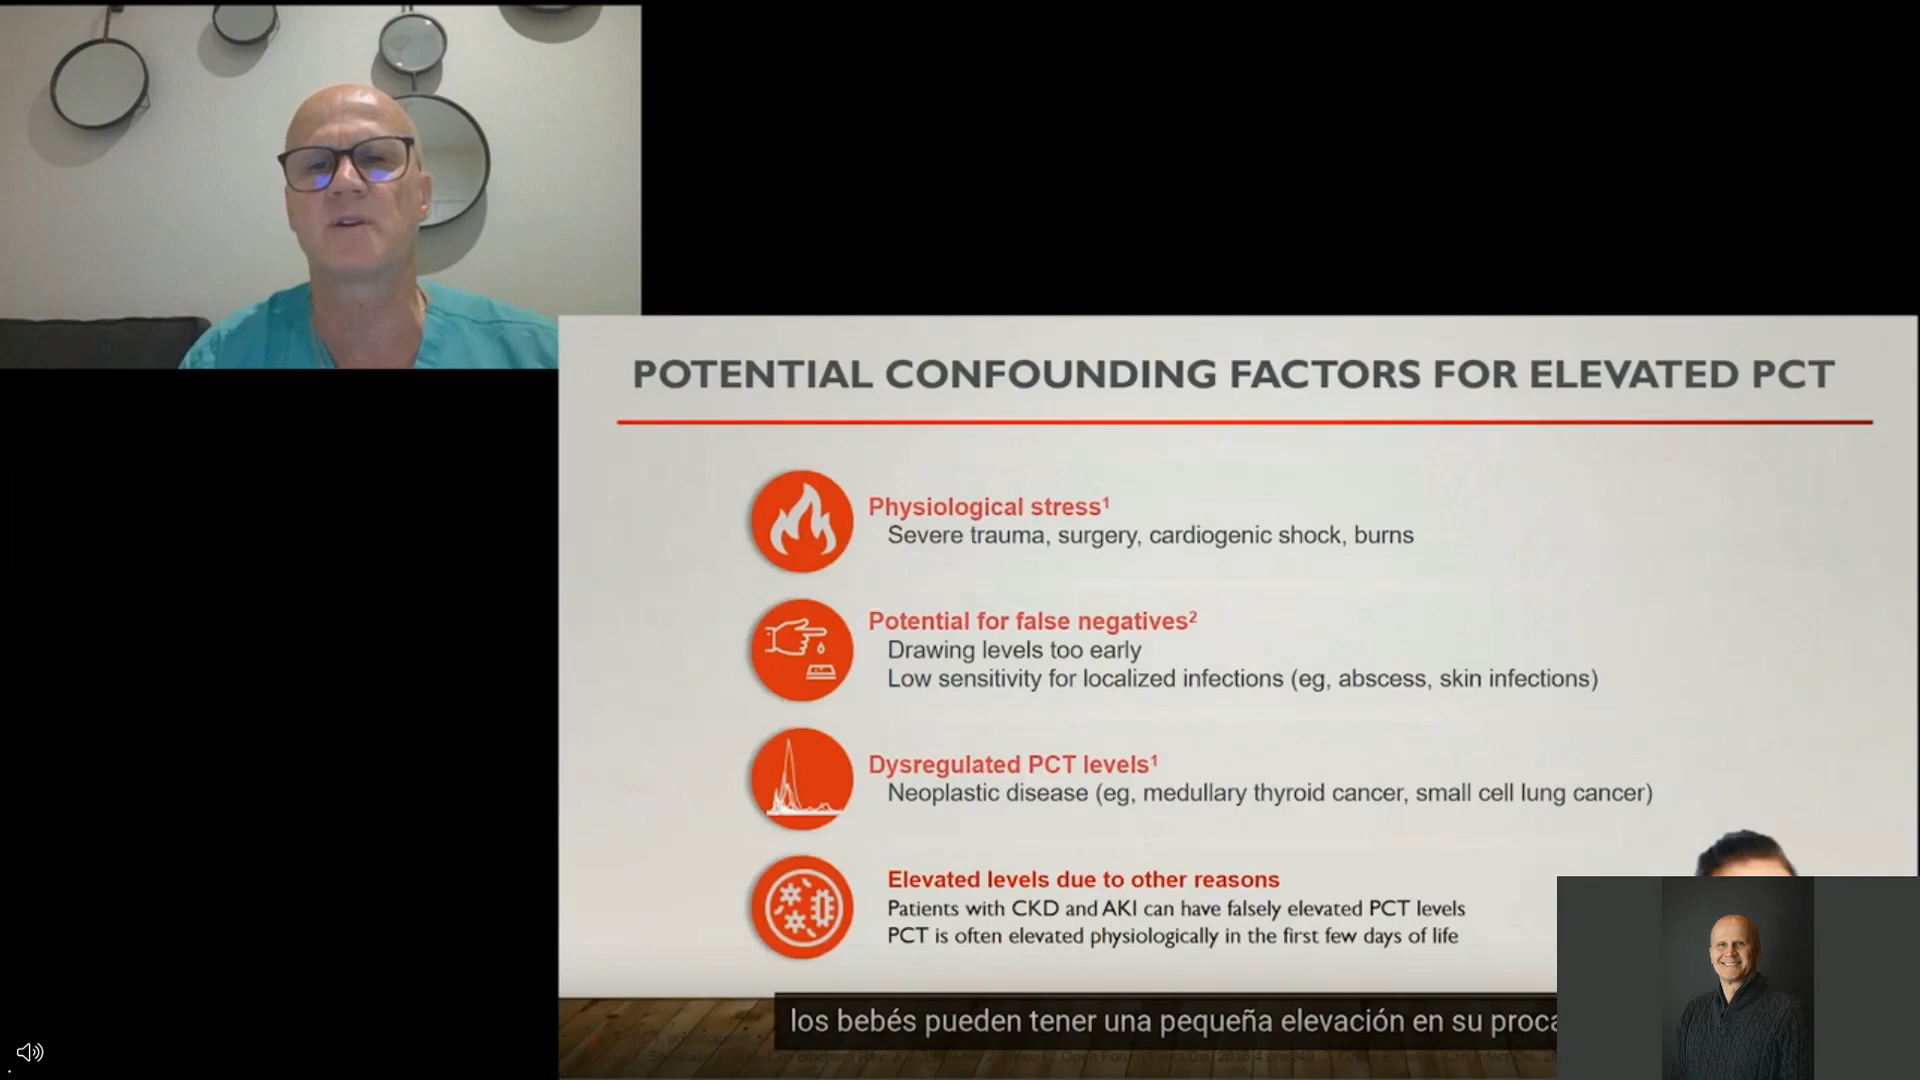 POTENTIAL CONFOUNDING FACTORS FOR ELEVATED PCT
Physiological stress¹
Severe trauma, surgery, cardiogenic shock, burns
Potential for false negatives²
Drawing levels too early
Low sensitivity for localized infections (eg, abscess, skin infections)
Dysregulated PCT levels¹
Neoplastic disease (eg, medullary thyroid cancer, small cell lung cancer)
Elevated levels due to other reasons
Patients with CKD and AKI can have falsely elevated PCT levels
PCT is often elevated physiologically in the first few days of life
los bebés pueden tener una pequeña elevación en su proca